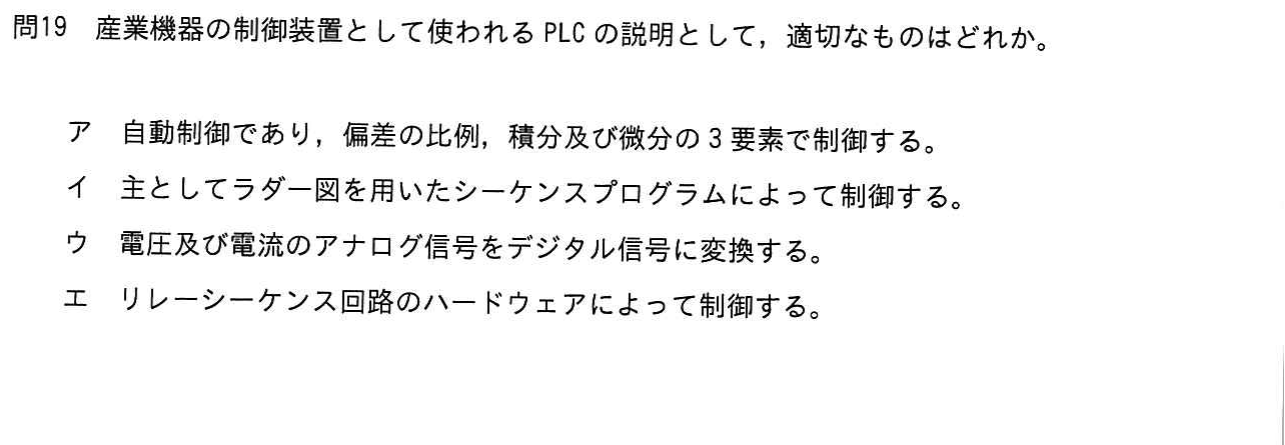 問19　産業機器の制御装置として使われる PLC の説明として，適切なものはどれか。
ア　自動制御であり，偏差の比例，積分及び微分の 3 要素で制御する。
イ　主としてラダー図を用いたシーケンスプログラムによって制御する。
ウ　電圧及び電流のアナログ信号をデジタル信号に変換する。
エ　リレーシーケンス回路のハードウェアによって制御する。